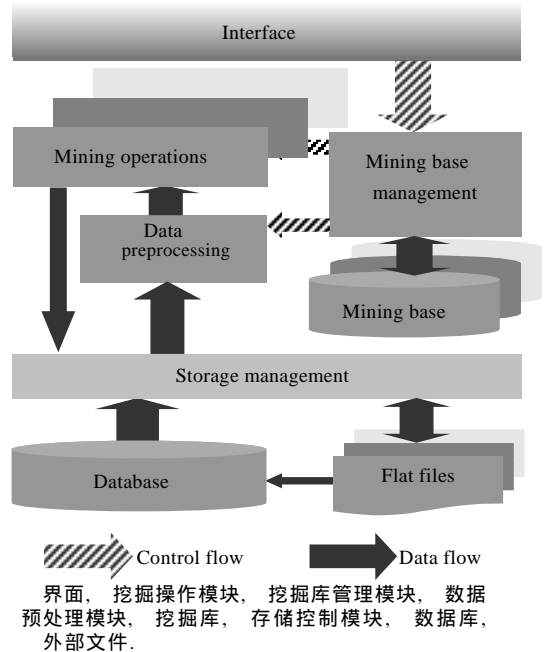 Interface
Mining operations
Mining base
management
Data
preprocessing
Mining base
Storage management
Database
Flat files
Control flow
Data flow
界面, 挖掘操作模块, 挖掘库管理模块, 数据
预处理模块, 挖掘库, 存储控制模块, 数据库,
外部文件.